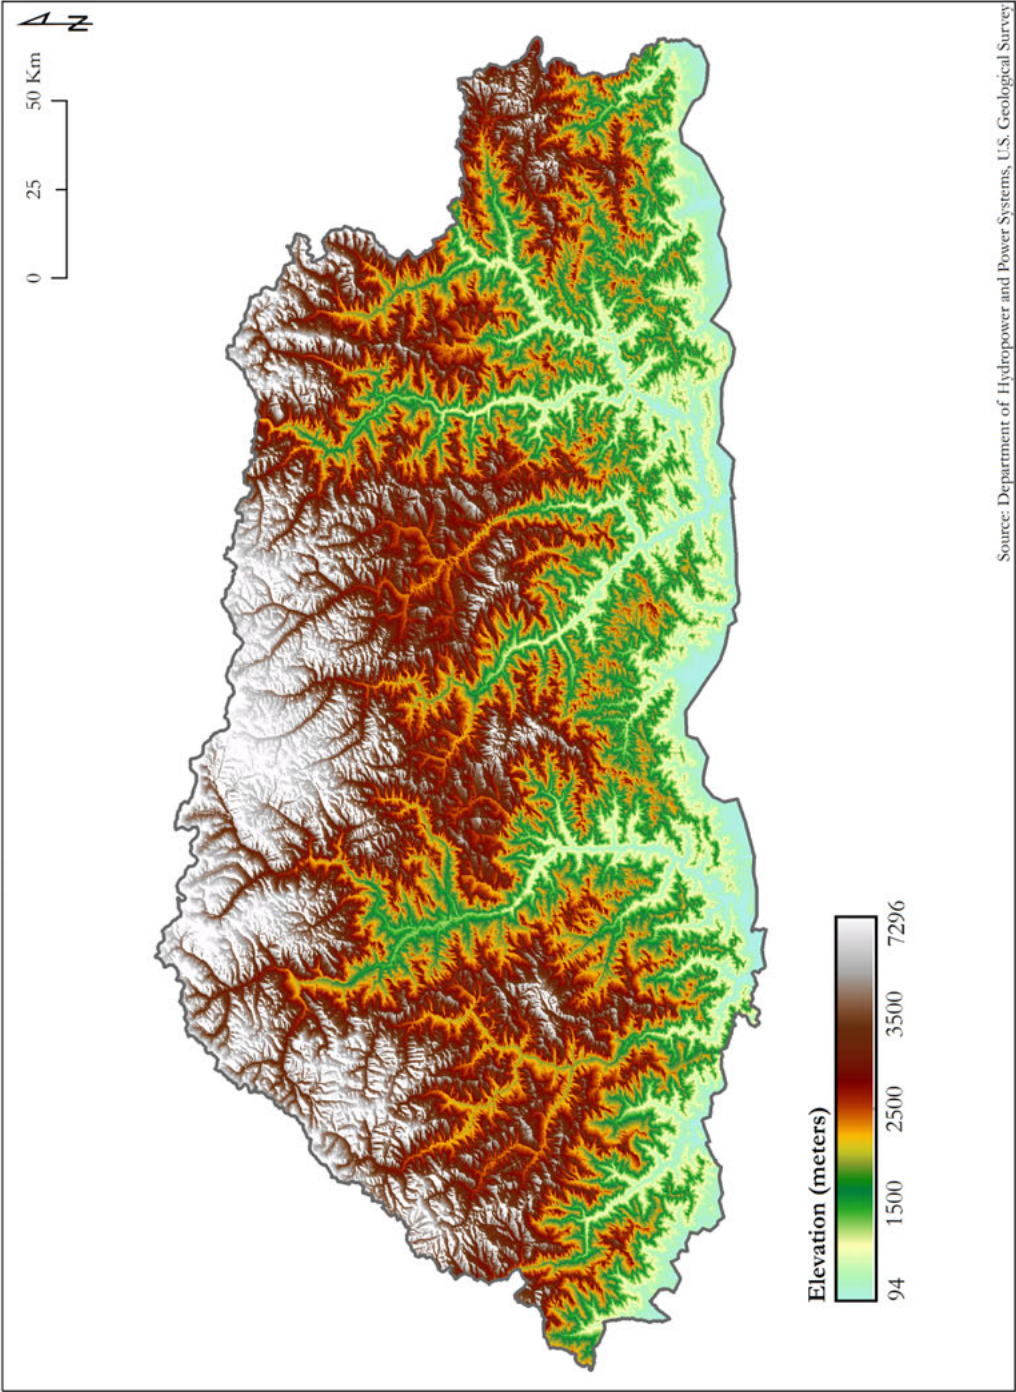 N
0 25 50 Km
Elevation (meters)
94 1500 2500 3500 7296
Source: Department of Hydropower and Power Systems, U.S. Geological Survey